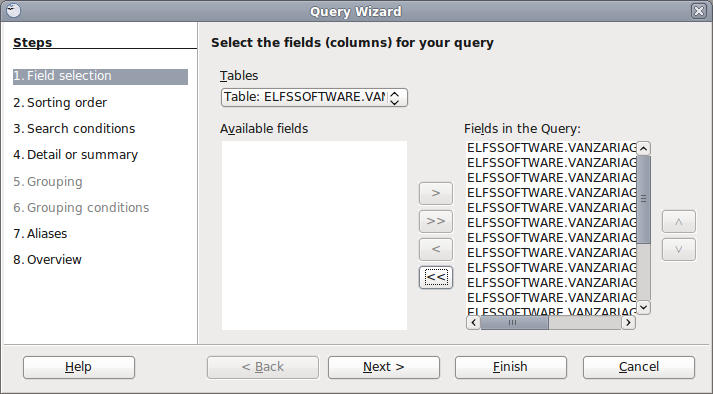 Query Wizard
Steps
1. Field selection
2. Sorting order
3. Search conditions
4. Detail or summary
5. Grouping
6. Grouping conditions
7. Aliases
8. Overview
Select the fields (columns) for your query
Tables
Table: ELFSSOFTWARE.VAN
Available fields
Fields in the Query:
ELFSSOFTWARE.VANZARIAG
ELFSSOFTWARE.VANZARIAG
ELFSSOFTWARE.VANZARIAG
ELFSSOFTWARE.VANZARIAG
ELFSSOFTWARE.VANZARIAG
ELFSSOFTWARE.VANZARIAG
ELFSSOFTWARE.VANZARIAG
ELFSSOFTWARE.VANZARIAG
ELFSSOFTWARE.VANZARIAG
ELFSSOFTWARE.VANZARIAG
ELFSSOFTWARE.VANZARIAG
ELFSSOFTWARE.VANZARIAG
>
>>
<
<<
Help
< Back
Next >
Finish
Cancel